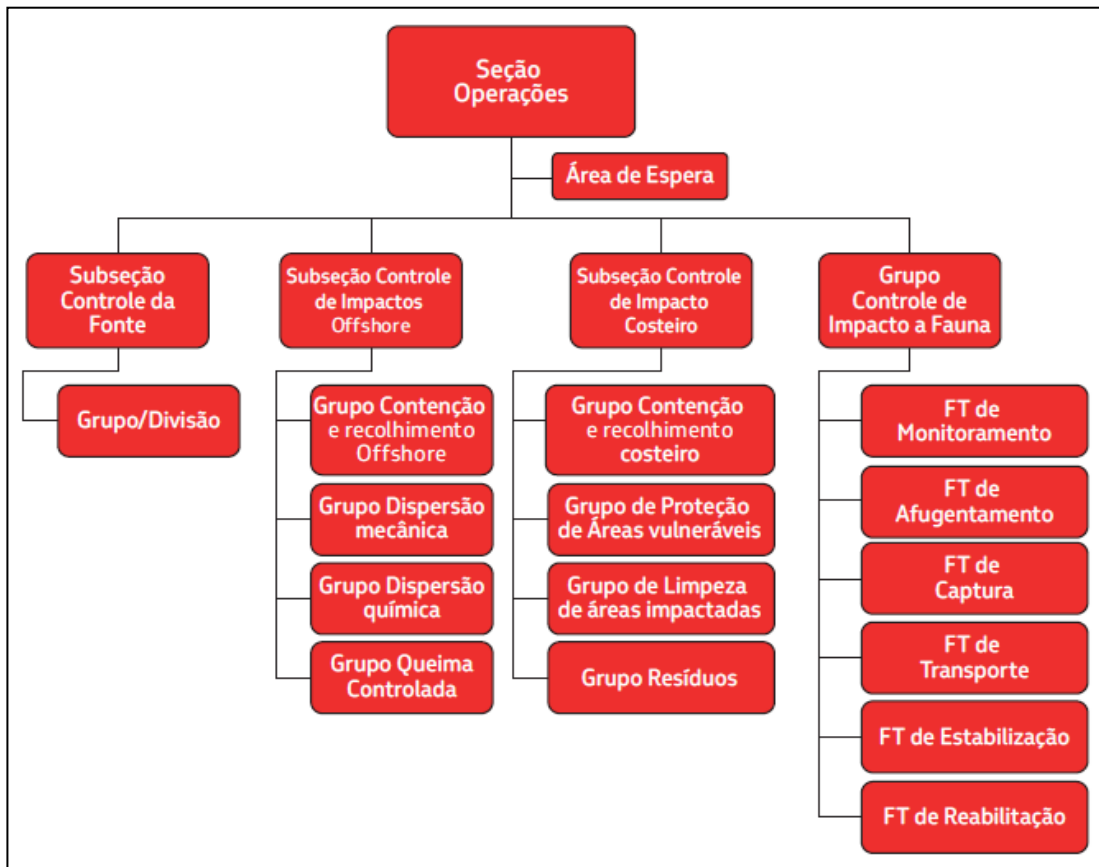 Seção
Operações
Área de Espera
Subseção
Controle da
Fonte
Grupo/Divisão
Subseção Controle
de Impactos
Offshore
Grupo Contenção
e recolhimento
Offshore
Grupo Dispersão
mecânica
Grupo Dispersão
química
Grupo Queima
Controlada
Subseção Controle
de Impacto
Costeiro
Grupo Contenção
e recolhimento
costeiro
Grupo de Proteção
de Áreas vulneráveis
Grupo de Limpeza
de áreas impactadas
Grupo Resíduos
Grupo
Controle de
Impacto a Fauna
FT de
Monitoramento
FT de
Afugentamento
FT de
Captura
FT de
Transporte
FT de Estabilização
FT de Reabilitação